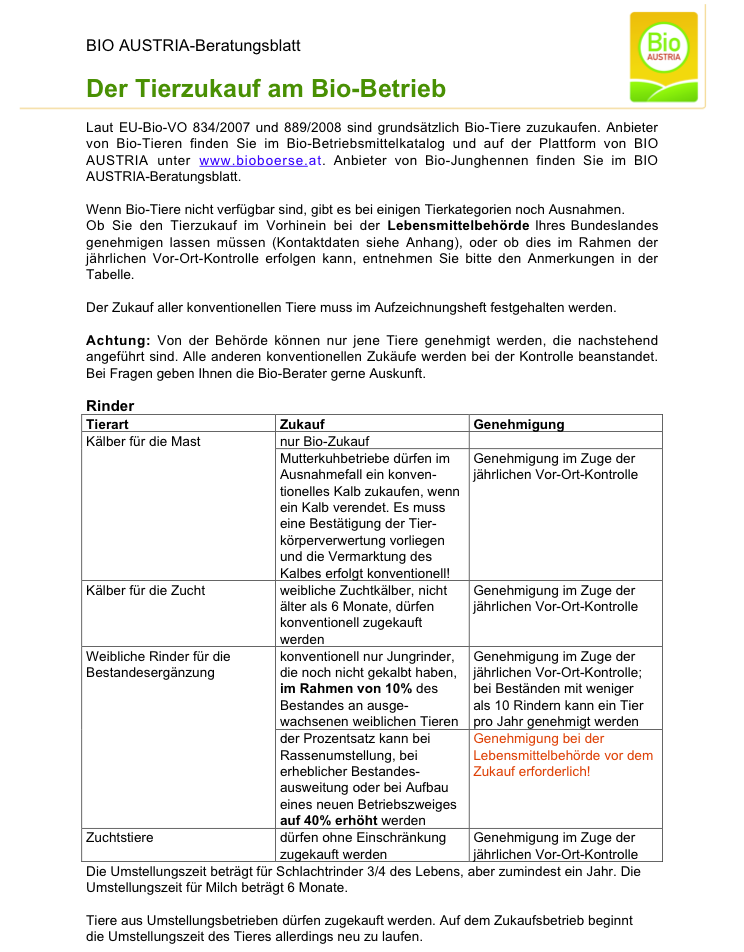 BIO AUSTRIA-Beratungsblatt
Bio
AUSTRIA
Der Tierzukauf am Bio-Betrieb
Laut EU-Bio-VO 834/2007 und 889/2008 sind grundsätzlich Bio-Tiere zuzukaufen. Anbieter
von Bio-Tieren finden Sie im Bio-Betriebsmittelkatalog und auf der Plattform von BIO
AUSTRIA unter www.bioboerse.at. Anbieter von Bio-Junghennen finden Sie im BIO
AUSTRIA-Beratungsblatt.
Wenn Bio-Tiere nicht verfügbar sind, gibt es bei einigen Tierkategorien noch Ausnahmen.
Ob Sie den Tierzukauf im Vorhinein bei der Lebensmittelbehörde Ihres Bundeslandes
genehmigen lassen müssen (Kontaktdaten siehe Anhang), oder ob dies im Rahmen der
jährlichen Vor-Ort-Kontrolle erfolgen kann, entnehmen Sie bitte den Anmerkungen in der
Tabelle.
Der Zukauf aller konventionellen Tiere muss im Aufzeichnungsheft festgehalten werden.
Achtung: Von der Behörde können nur jene Tiere genehmigt werden, die nachstehend
angeführt sind. Alle anderen konventionellen Zukäufe werden bei der Kontrolle beanstandet.
Bei Fragen geben Ihnen die Bio-Berater gerne Auskunft.
Rinder
Tierart Zukauf Genehmigung
Kälber für die Mast nur Bio-Zukauf
Mutterkuhbetriebe dürfen im Genehmigung im Zuge der
Ausnahmefall ein konven- jährlichen Vor-Ort-Kontrolle
tionelles Kalb zukaufen, wenn
ein Kalb verendet. Es muss
eine Bestätigung der Tier-
körperverwertung vorliegen
und die Vermarktung des
Kalbes erfolgt konventionell!
Kälber für die Zucht weibliche Zuchtkälber, nicht Genehmigung im Zuge der
älter als 6 Monate, dürfen jährlichen Vor-Ort-Kontrolle
konventionell zugekauft
werden
Weibliche Rinder für die konventionell nur Jungrinder, Genehmigung im Zuge der
Bestandesergänzung die noch nicht gekalbt haben, jährlichen Vor-Ort-Kontrolle;
im Rahmen von 10% des bei Beständen mit weniger
Bestandes an ausge- als 10 Rindern kann ein Tier
wachsenen weiblichen Tieren pro Jahr genehmigt werden
der Prozentsatz kann bei Genehmigung bei der
Rassenumstellung, bei Lebensmittelbehörde vor dem
erheblicher Bestandes- Zukauf erforderlich!
ausweitung oder bei Aufbau
eines neuen Betriebszweiges
auf 40% erhöht werden
Zuchtstiere dürfen ohne Einschränkung Genehmigung im Zuge der
zugekauft werden jährlichen Vor-Ort-Kontrolle
Die Umstellungszeit beträgt für Schlachtrinder 3/4 des Lebens, aber zumindest ein Jahr. Die
Umstellungszeit für Milch beträgt 6 Monate.
Tiere aus Umstellungsbetrieben dürfen zugekauft werden. Auf dem Zukaufsbetrieb beginnt
die Umstellungszeit des Tieres allerdings neu zu laufen.